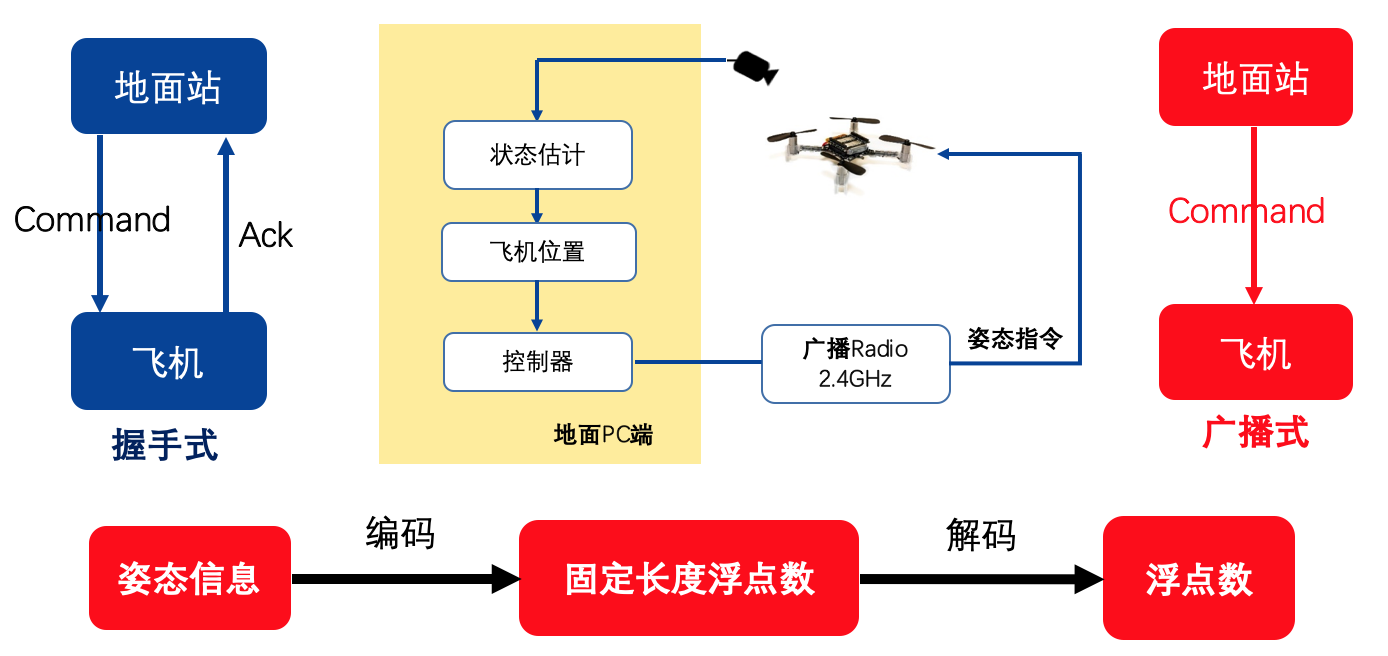 地面站
Command
Ack
飞机
握手式
状态估计
飞机位置
控制器
地面PC端
广播Radio
2.4GHz
姿态指令
地面站
Command
飞机
广播式
姿态信息
编码
固定长度浮点数
解码
浮点数